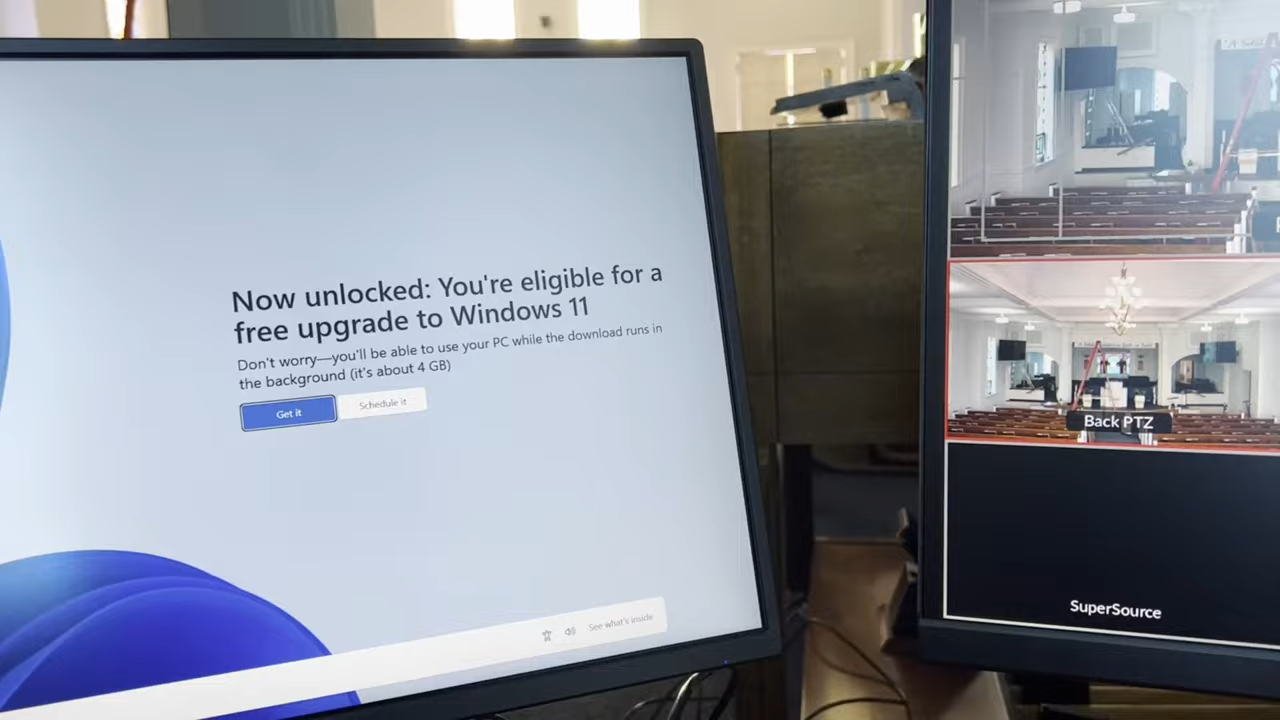 Now unlocked: You're eligible for a
free upgrade to Windows 11
Don't worry—you'll be able to use your PC while the download runs in
the background (it's about 4 GB)
Get it
Schedule it
See what's inside
Back PTZ
SuperSource